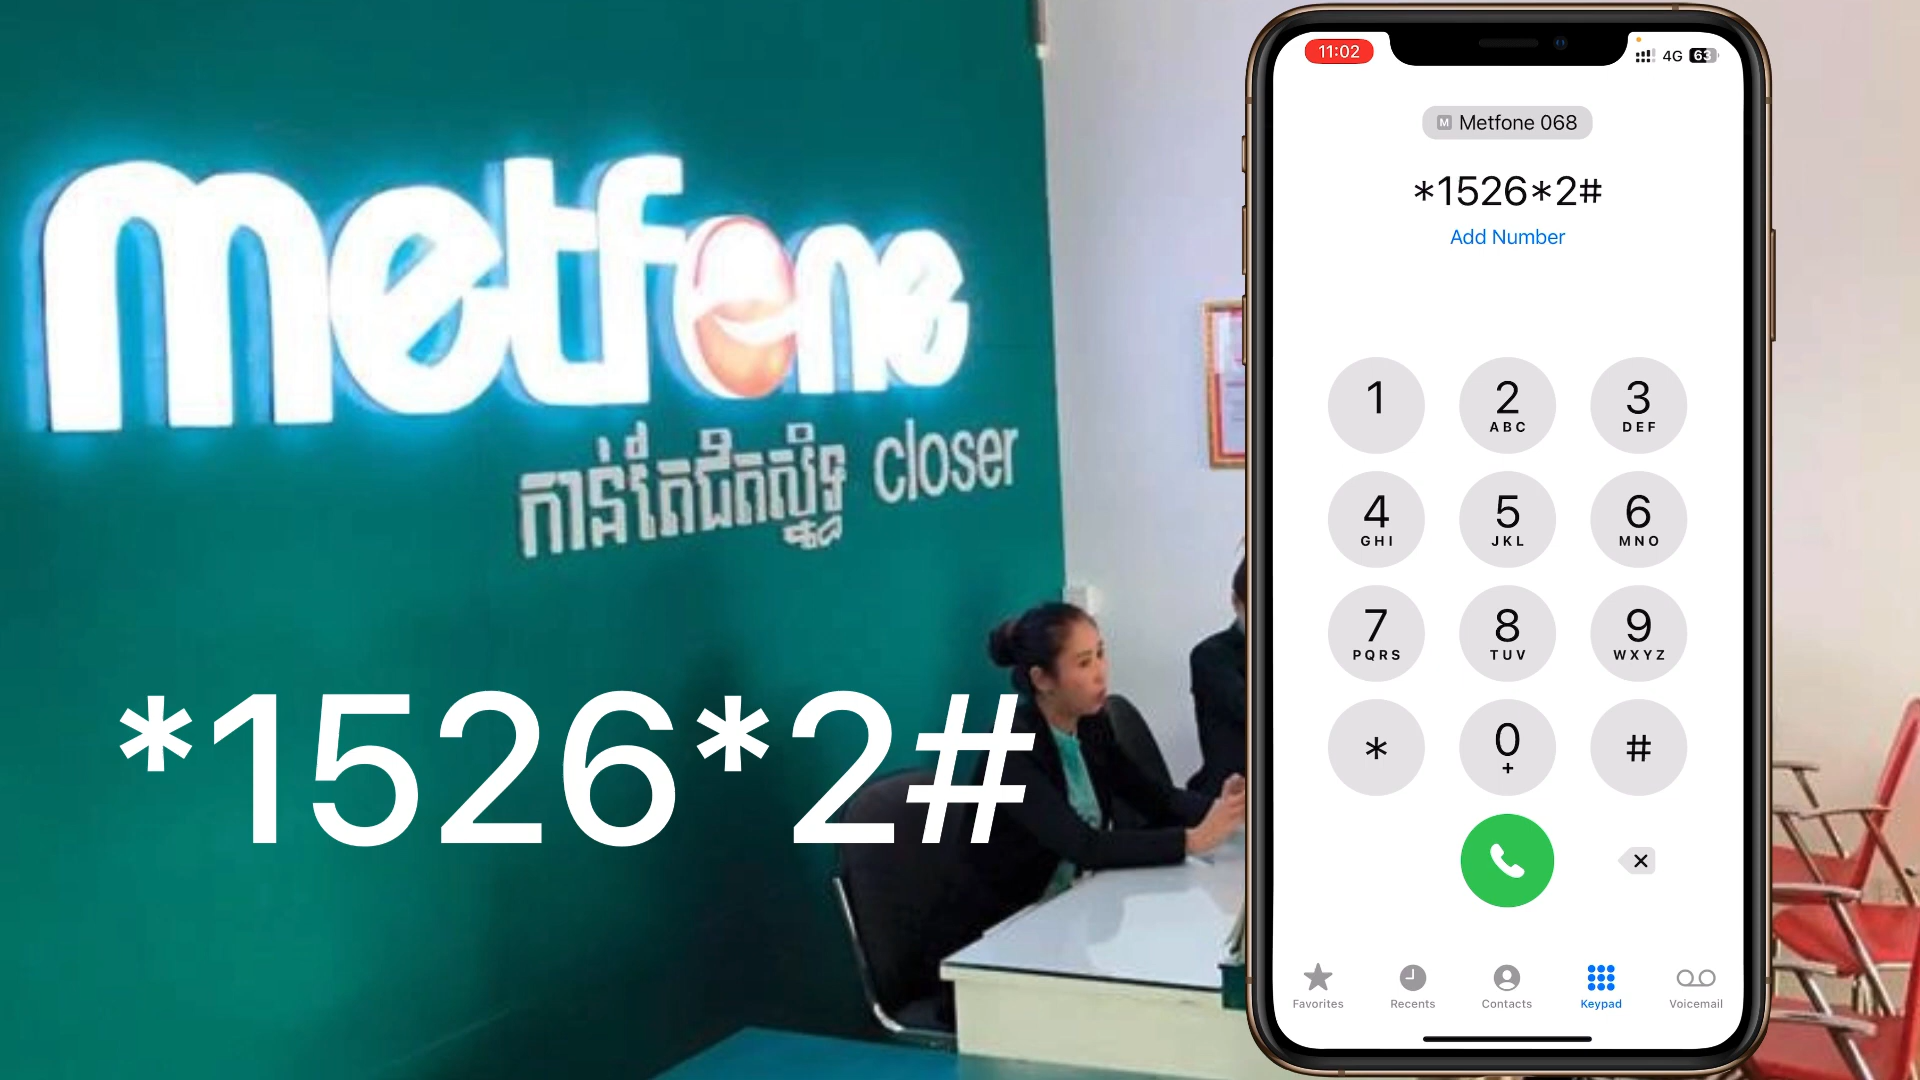 metfone
កាន់តែជិតស្និទ្ធ closer
*1526*2#
11:02
4G 63
M Metfone 068
*1526*2#
Add Number
1
2
ABC
3
DEF
4
GHI
5
JKL
6
MNO
7
PQRS
8
TUV
9
WXYZ
*
0
+
#
Favorites
Recents
Contacts
Keypad
Voicemail